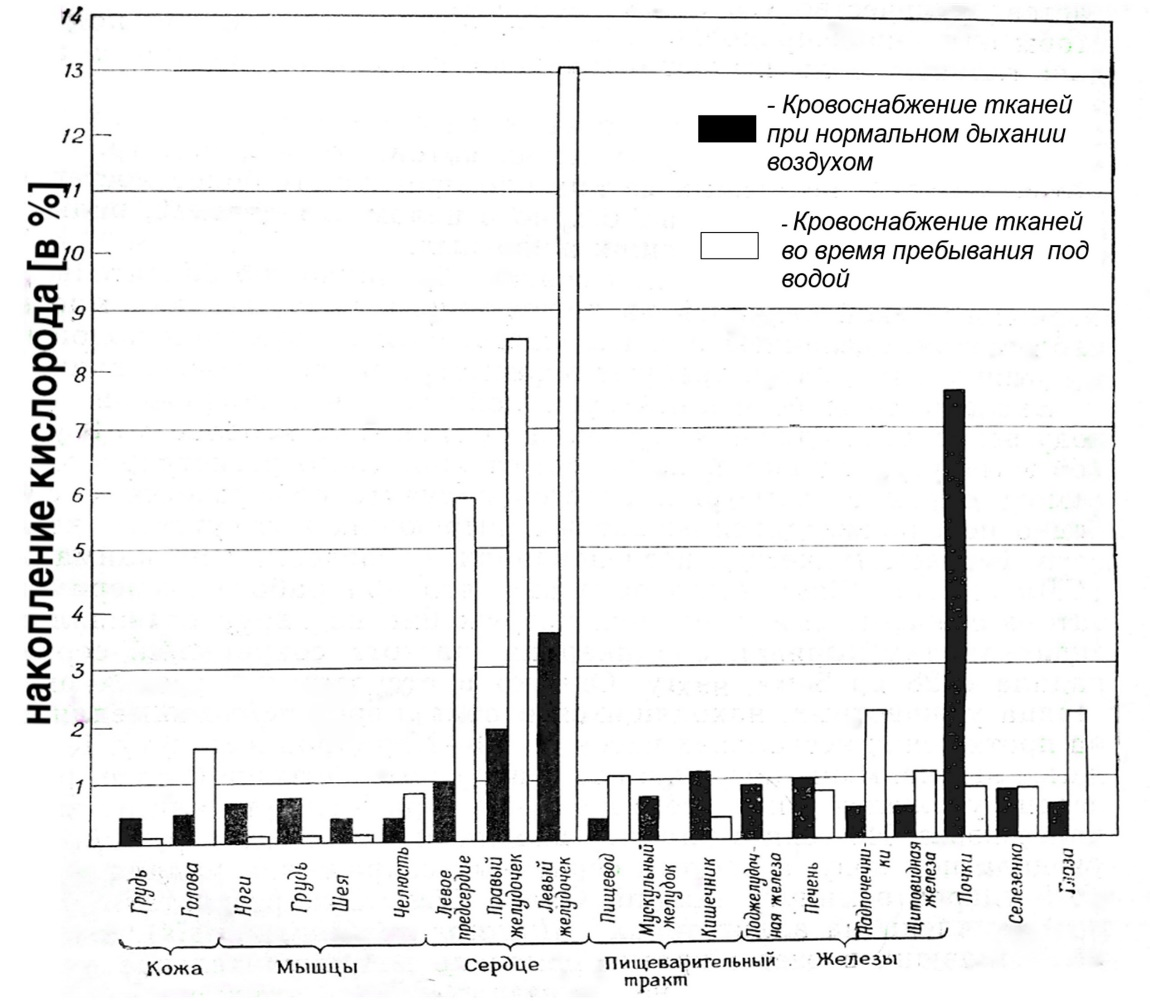 накопление кислорода [в %]
14
13
12
11
10
9
8
7
6
5
4
3
2
1
- Кровоснабжение тканей
при нормальном дыхании
воздухом
- Кровоснабжение тканей
во время пребывания под
водой
Грудь
Голова
Ноги
Грудь
Шея
Челюсть
Левое
предсердие
Правый
желудочек
Левый
желудочек
Пищевод
Мускульный
желудок
Кишечник
Поджелудоч-
ная железа
Печень
Надпочечни-
ки
Щитовидная
железа
Почки
Селезенка
Глаза
Кожа
Мышцы
Сердце
Пищеварительный
тракт
Железы